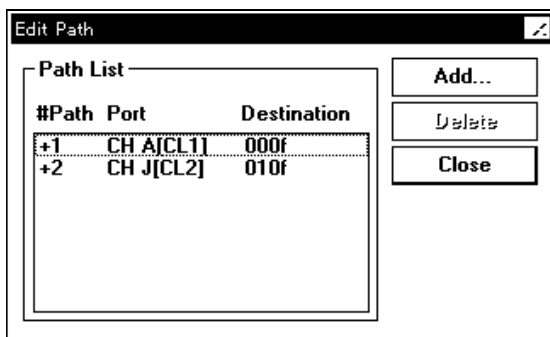 Edit Path
Path List
#Path Port Destination
+1 CH A[CL1] 000f
+2 CH J[CL2] 010f
Add...
Delete
Close